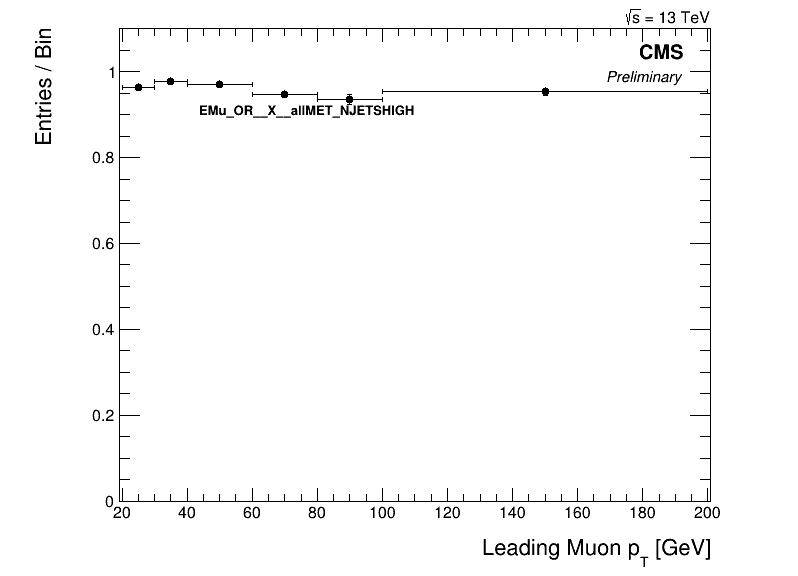 √s = 13 TeV
CMS
Preliminary
Entries / Bin
1
0.8
0.6
0.4
0.2
0
EMu_OR__X__allMET_NJETSHIGH
20 40 60 80 100 120 140 160 180 200
Leading Muon p_T [GeV]